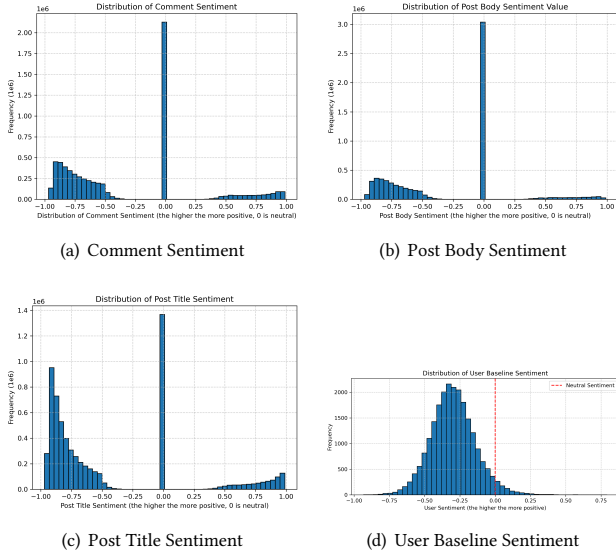 Distribution of Comment Sentiment
1e6
Frequency (1e6)
2.00
1.75
1.50
1.25
1.00
0.75
0.50
0.25
0.00
−1.00 −0.75 −0.50 −0.25 0.00 0.25 0.50 0.75 1.00
Distribution of Comment Sentiment (the higher the more positive, 0 is neutral)
(a) Comment Sentiment
Distribution of Post Body Sentiment Value
1e6
Frequency (1e6)
3.0
2.5
2.0
1.5
1.0
0.5
0.0
−1.00 −0.75 −0.50 −0.25 0.00 0.25 0.50 0.75 1.00
Post Body Sentiment (the higher the more positive, 0 is neutral)
(b) Post Body Sentiment
Distribution of Post Title Sentiment
1e6
Frequency (1e6)
1.4
1.2
1.0
0.8
0.6
0.4
0.2
0.0
−1.00 −0.75 −0.50 −0.25 0.00 0.25 0.50 0.75 1.00
Post Title Sentiment (the higher the more positive, 0 is neutral)
(c) Post Title Sentiment
Distribution of User Baseline Sentiment
Neutral Sentiment
Frequency
2000
1500
1000
500
0
−1.00 −0.75 −0.50 −0.25 0.00 0.25 0.50 0.75
User Sentiment (the higher the more positive)
(d) User Baseline Sentiment